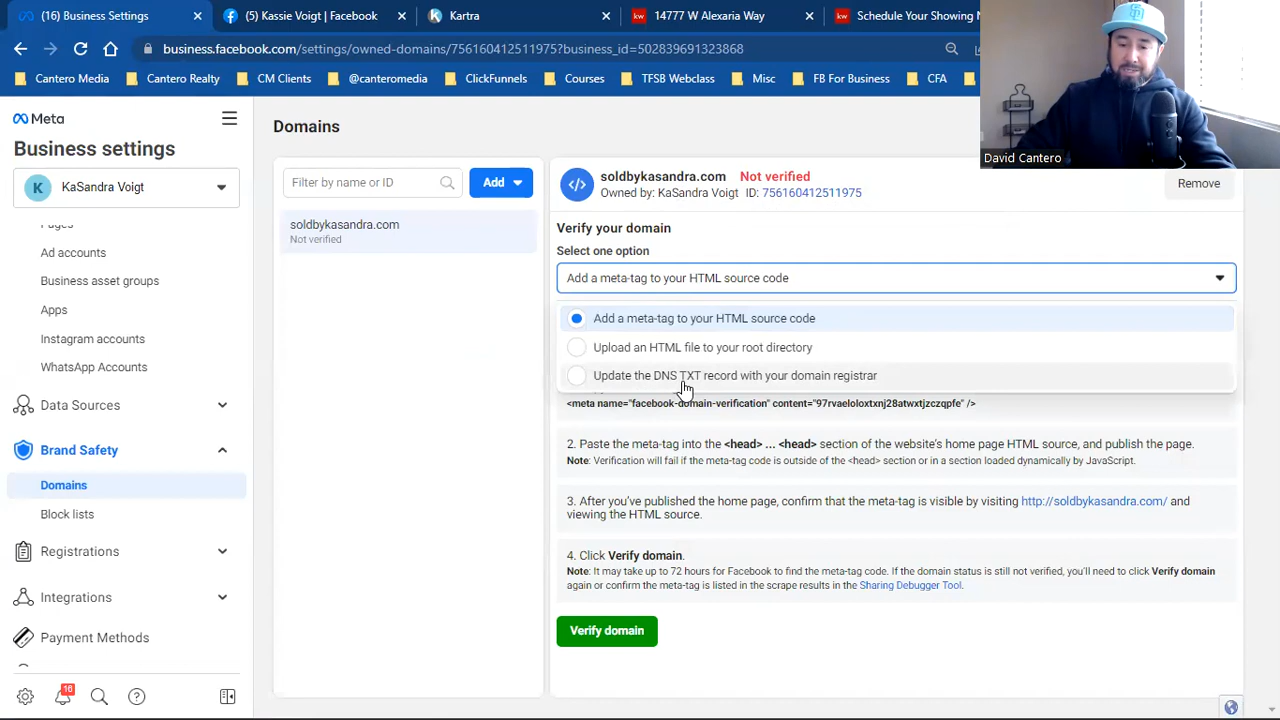 (16) Business Settings
(5) Kassie Voigt | Facebook
Kartra
kw 14777 W Alexaria Way
kw Schedule Your Showing N
business.facebook.com/settings/owned-domains/756160412511975?business_id=502839691323868
Cantero Media
Cantero Realty
CM Clients
@canteromedia
ClickFunnels
Courses
TFSB Webclass
Misc
FB For Business
CFA
David Cantero
Meta
Business settings
K KaSandra Voigt
Pages
Ad accounts
Business asset groups
Apps
Instagram accounts
WhatsApp Accounts
Data Sources
Brand Safety
Domains
Block lists
Registrations
Integrations
Payment Methods
16
Domains
Filter by name or ID
Add
soldbykasandra.com
Not verified
soldbykasandra.com Not verified
Owned by: KaSandra Voigt ID: 756160412511975
Remove
Verify your domain
Select one option
Add a meta-tag to your HTML source code
Add a meta-tag to your HTML source code
Upload an HTML file to your root directory
Update the DNS TXT record with your domain registrar
<meta name="facebook-domain-verification" content="97rvaeloloxtxnj28atwxtjzczqpfe" />
2. Paste the meta-tag into the <head> ... <head> section of the website's home page HTML source, and publish the page.
Note: Verification will fail if the meta-tag code is outside of the <head> section or in a section loaded dynamically by JavaScript.
3. After you've published the home page, confirm that the meta-tag is visible by visiting http://soldbykasandra.com/ and
viewing the HTML source.
4. Click Verify domain.
Note: It may take up to 72 hours for Facebook to find the meta-tag code. If the domain status is still not verified, you'll need to click Verify domain
again or confirm the meta-tag is listed in the scrape results in the Sharing Debugger Tool.
Verify domain